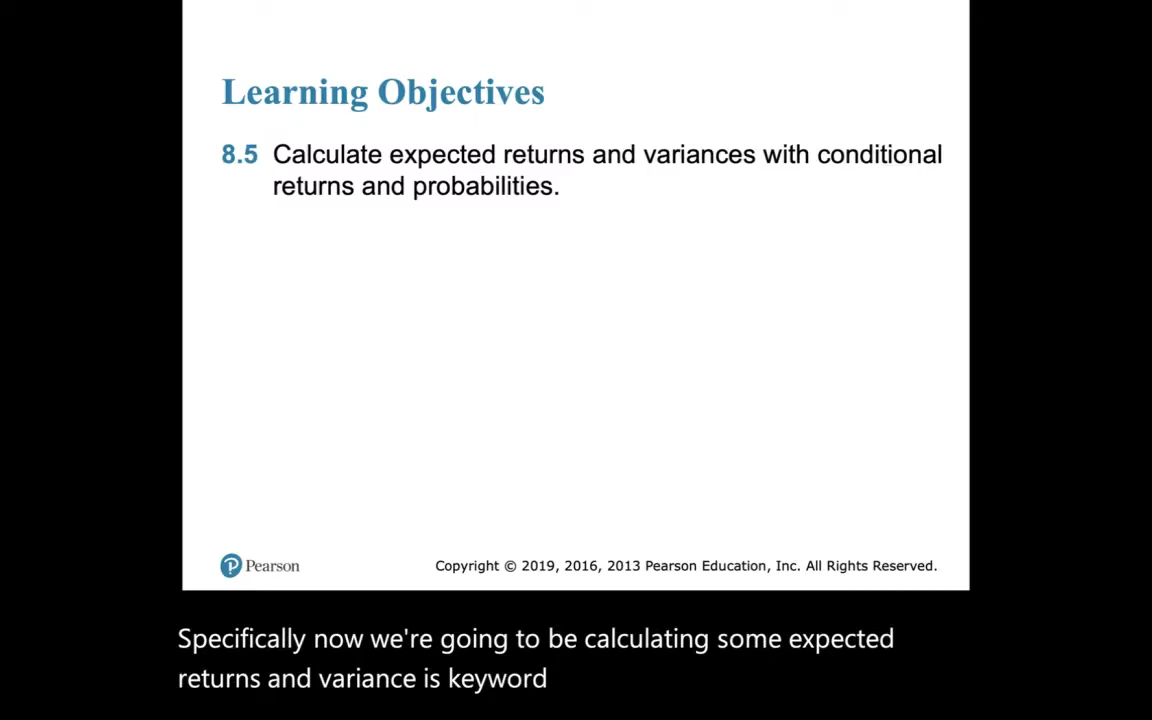 Learning Objectives
8.5 Calculate expected returns and variances with conditional
returns and probabilities.
Pearson
Copyright © 2019, 2016, 2013 Pearson Education, Inc. All Rights Reserved.
Specifically now we're going to be calculating some expected
returns and variance is keyword